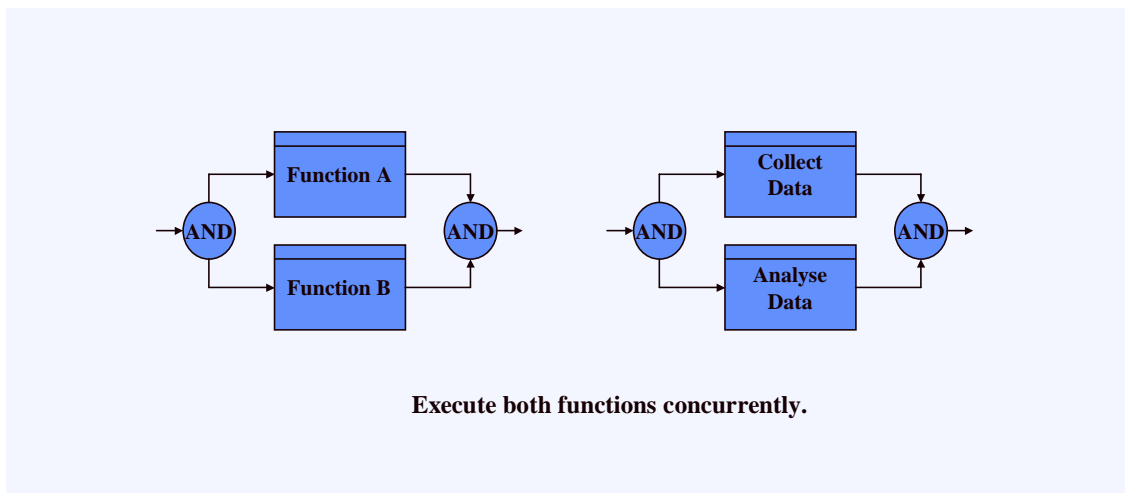 Function A
AND
AND
Function B
Collect
Data
AND
AND
Analyse
Data
Execute both functions concurrently.